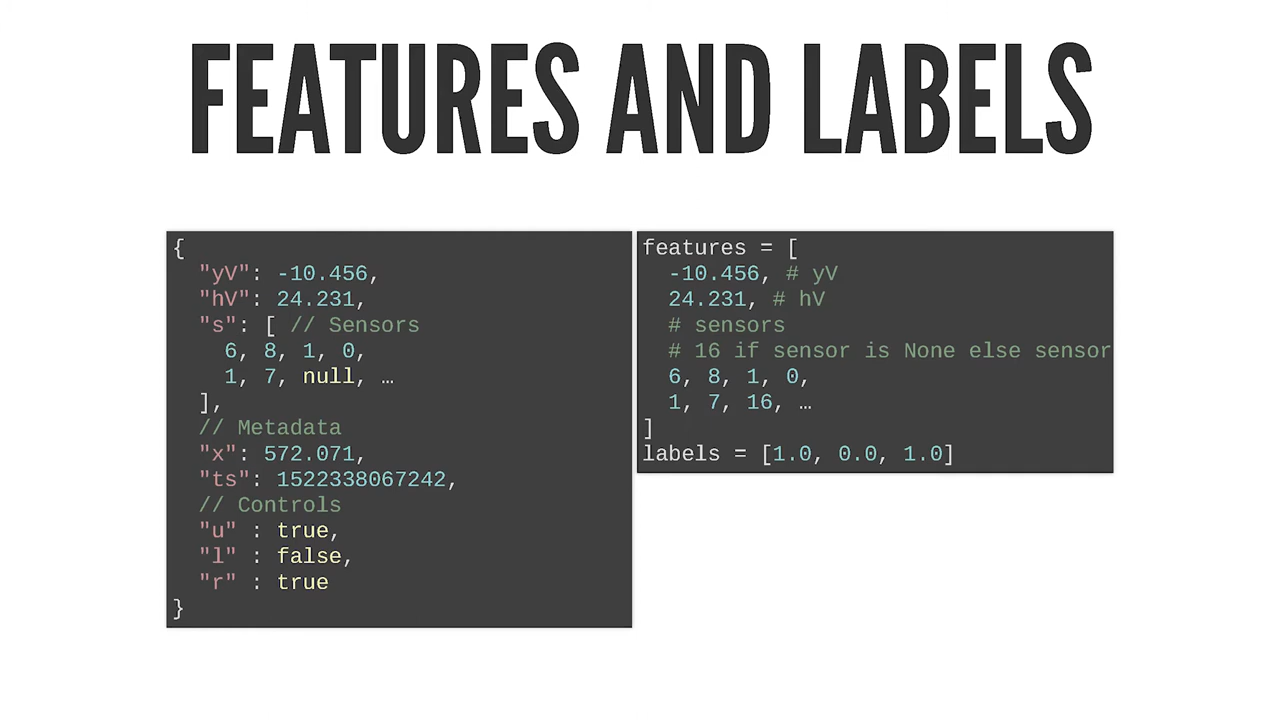 FEATURES AND LABELS
{
  "yV": -10.456,
  "hV": 24.231,
  "s": [ // Sensors
    6, 8, 1, 0,
    1, 7, null, …
  ],
  // Metadata
  "x": 572.071,
  "ts": 1522338067242,
  // Controls
  "u" : true,
  "l" : false,
  "r" : true
}
features = [
  -10.456, # yV
  24.231, # hV
  # sensors
  # 16 if sensor is None else sensor
  6, 8, 1, 0,
  1, 7, 16, …
]
labels = [1.0, 0.0, 1.0]